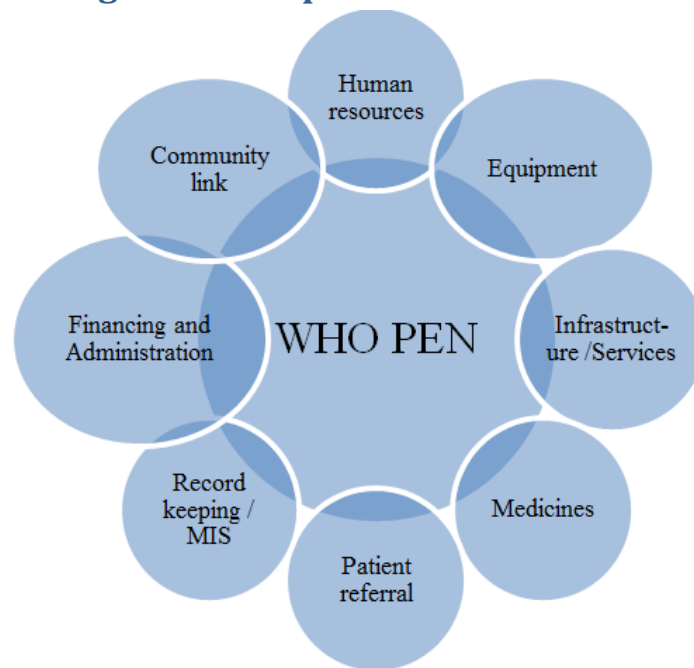 Human
resources
Community
link
Equipment
Financing and
Administration
WHO PEN
Infrastruct-
ure /Services
Record
keeping /
MIS
Medicines
Patient
referral